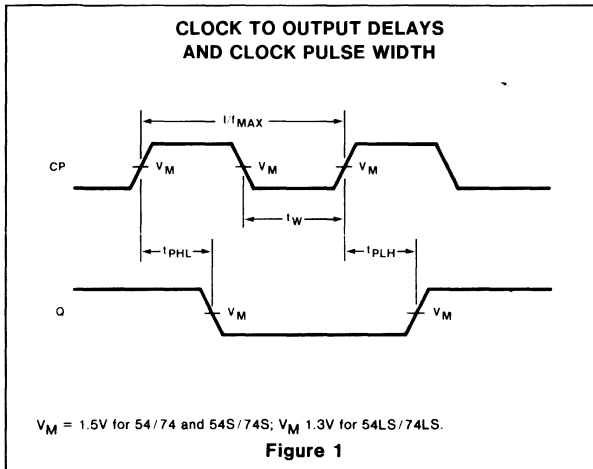 CLOCK TO OUTPUT DELAYS
AND CLOCK PULSE WIDTH
I/fMAX
CP
VM
VM
VM
tW
tPHL
tPLH
Q
VM
VM
VM = 1.5V for 54/74 and 54S/74S; VM 1.3V for 54LS/74LS.
Figure 1